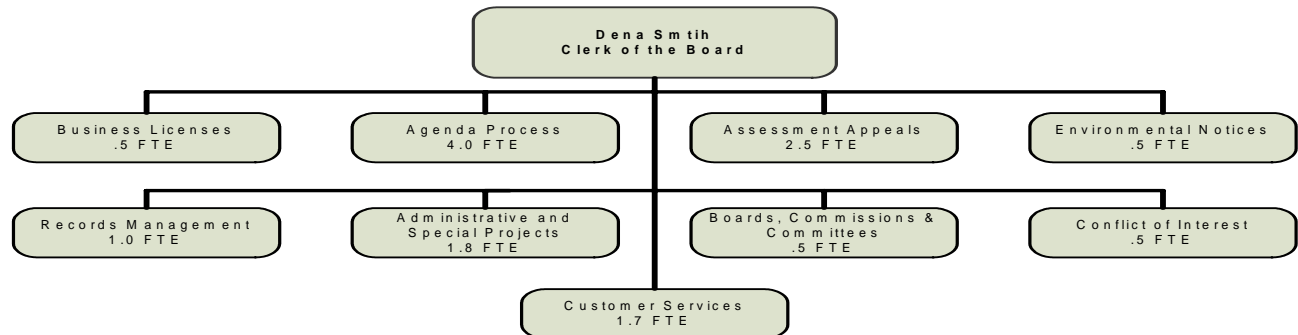 Dena Smtih
Clerk of the Board
Business Licenses
.5 FTE
Agenda Process
4.0 FTE
Assessment Appeals
2.5 FTE
Environmental Notices
.5 FTE
Records Management
1.0 FTE
Administrative and
Special Projects
1.8 FTE
Boards, Commissions &
Committees
.5 FTE
Conflict of Interest
.5 FTE
Customer Services
1.7 FTE